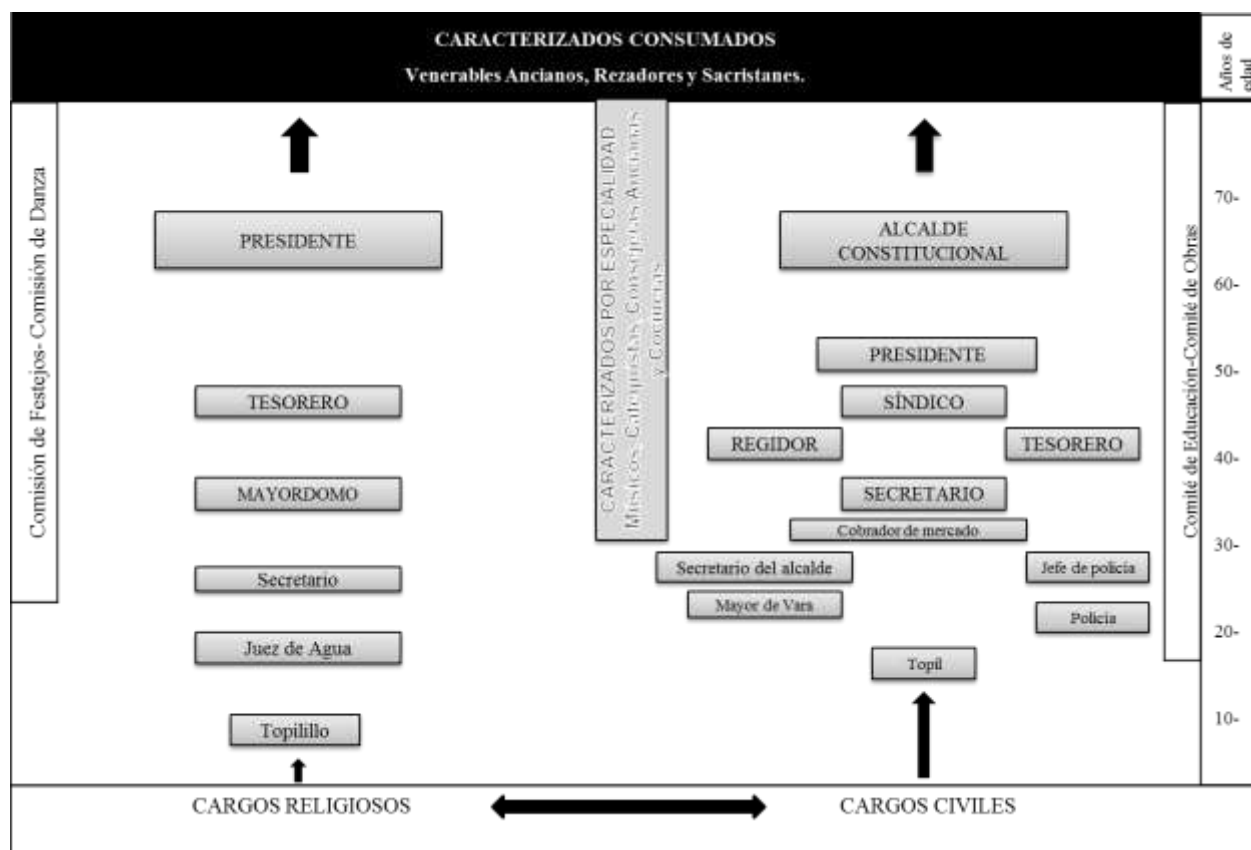 CARACTERIZADOS CONSUMADOS
Venerables Ancianos, Rezadores y Sacristanes.
Años de
edad
Comisión de Festejos- Comisión de Danza
PRESIDENTE
TESORERO
MAYORDOMO
Secretario
Juez de Agua
Topilillo
CARACTERIZADOS POR ESPECIALIDAD
Músicos, Catequistas, Consejeras Ancianas
y Cocineras
ALCALDE
CONSTITUCIONAL
PRESIDENTE
SÍNDICO
REGIDOR
TESORERO
SECRETARIO
Cobrador de mercado
Secretario del alcalde
Jefe de policía
Mayor de Vara
Policía
Topil
Comité de Educación-Comité de Obras
70-
60-
50-
40-
30-
20-
10-
CARGOS RELIGIOSOS
CARGOS CIVILES